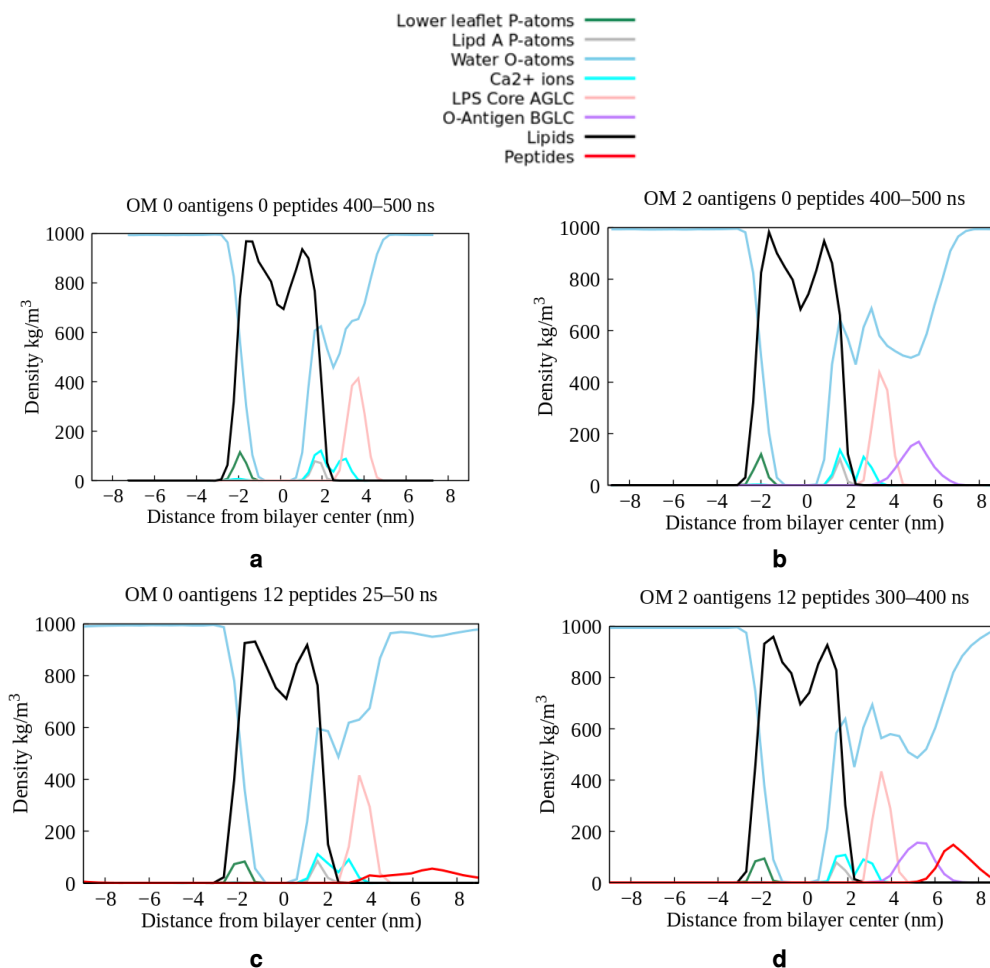 Lower leaflet P-atoms
Lipd A P-atoms
Water O-atoms
Ca2+ ions
LPS Core AGLC
O-Antigen BGLC
Lipids
Peptides
OM 0 oantigens 0 peptides 400–500 ns
1000
800
600
400
200
0
Density kg/m³
−8 −6 −4 −2 0 2 4 6 8
Distance from bilayer center (nm)
a
OM 2 oantigens 0 peptides 400–500 ns
1000
800
600
400
200
0
Density kg/m³
−8 −6 −4 −2 0 2 4 6 8
Distance from bilayer center (nm)
b
OM 0 oantigens 12 peptides 25–50 ns
1000
800
600
400
200
0
Density kg/m³
−8 −6 −4 −2 0 2 4 6 8
Distance from bilayer center (nm)
c
OM 2 oantigens 12 peptides 300–400 ns
1000
800
600
400
200
0
Density kg/m³
−8 −6 −4 −2 0 2 4 6 8
Distance from bilayer center (nm)
d